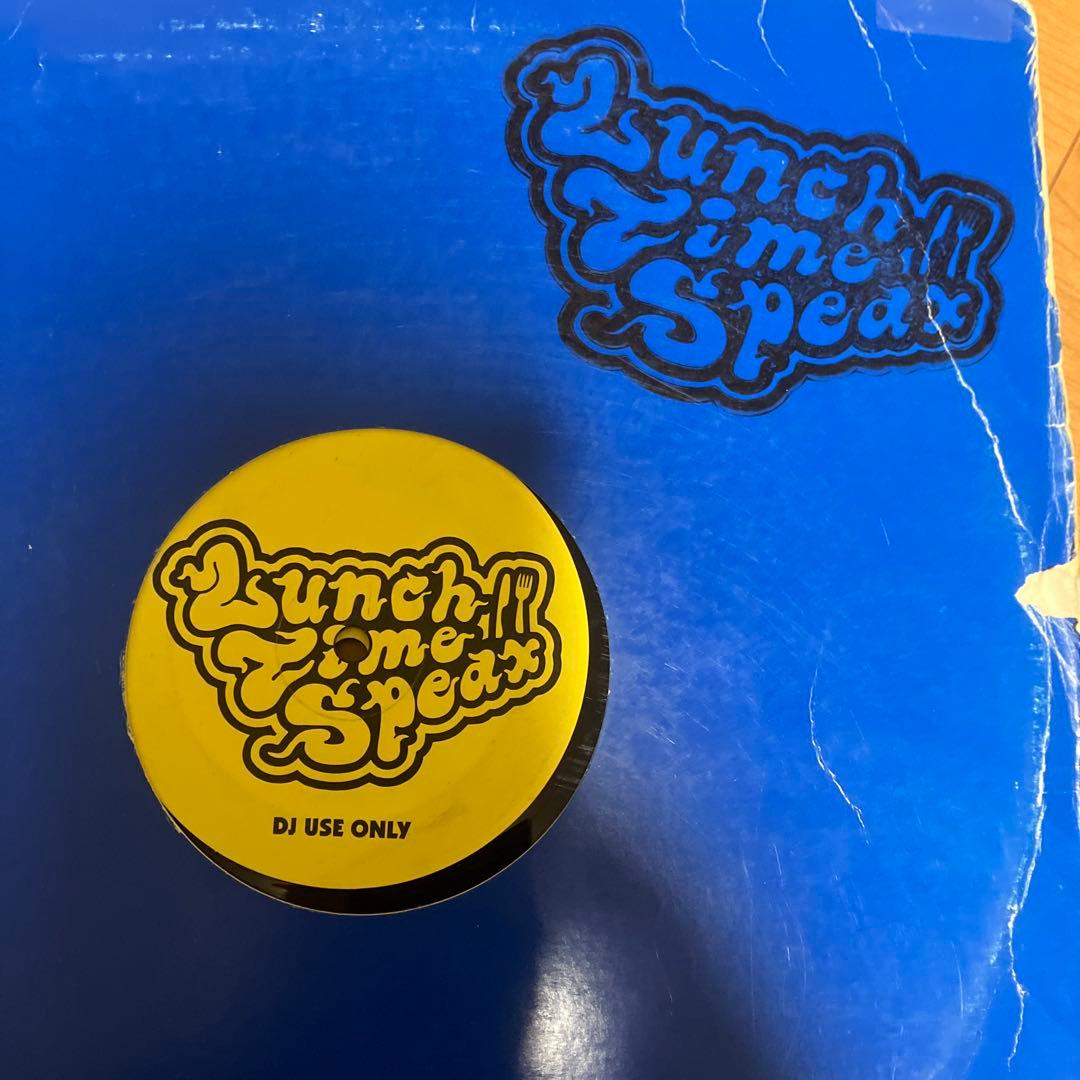 Lunch
Time
Speax
Lunch
Time
Speax
DJ USE ONLY